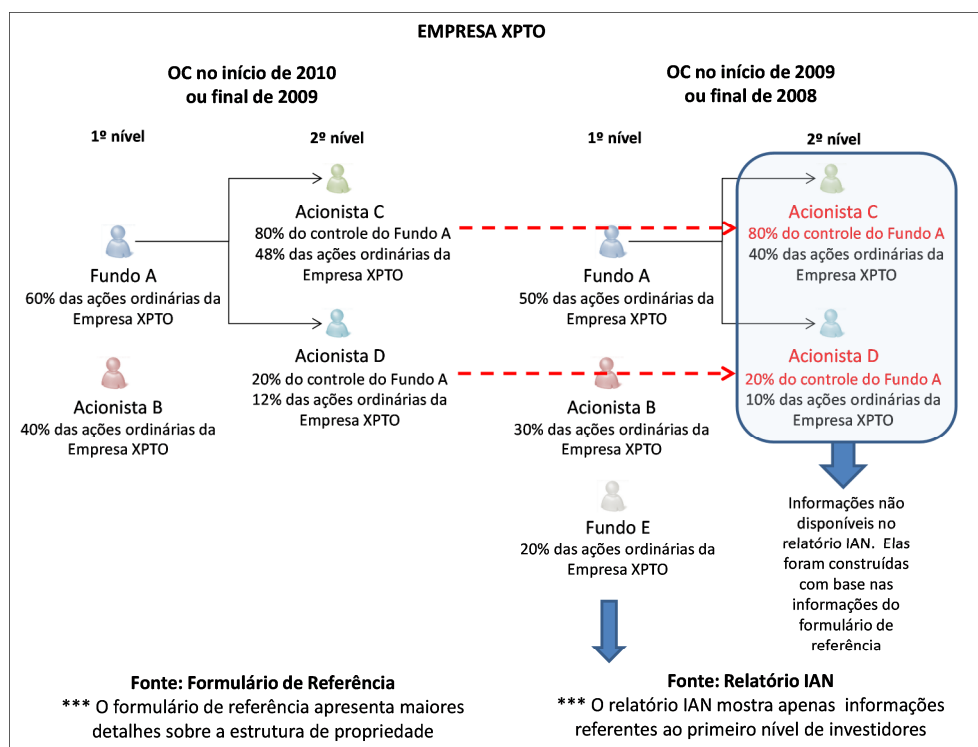 EMPRESA XPTO
OC no início de 2010
ou final de 2009
1º nível
2º nível
Acionista C
80% do controle do Fundo A
48% das ações ordinárias da
Empresa XPTO
Fundo A
60% das ações ordinárias da
Empresa XPTO
Acionista D
20% do controle do Fundo A
12% das ações ordinárias da
Empresa XPTO
Acionista B
40% das ações ordinárias da
Empresa XPTO
Fonte: Formulário de Referência
*** O formulário de referência apresenta maiores
detalhes sobre a estrutura de propriedade
OC no início de 2009
ou final de 2008
1º nível
2º nível
Acionista C
80% do controle do Fundo A
40% das ações ordinárias da
Empresa XPTO
Fundo A
50% das ações ordinárias da
Empresa XPTO
Acionista D
20% do controle do Fundo A
10% das ações ordinárias da
Empresa XPTO
Acionista B
30% das ações ordinárias da
Empresa XPTO
Fundo E
20% das ações ordinárias da
Empresa XPTO
Informações não
disponíveis no
relatório IAN. Elas
foram construídas
com base nas
informações do
formulário de
referência
Fonte: Relatório IAN
*** O relatório IAN mostra apenas informações
referentes ao primeiro nível de investidores